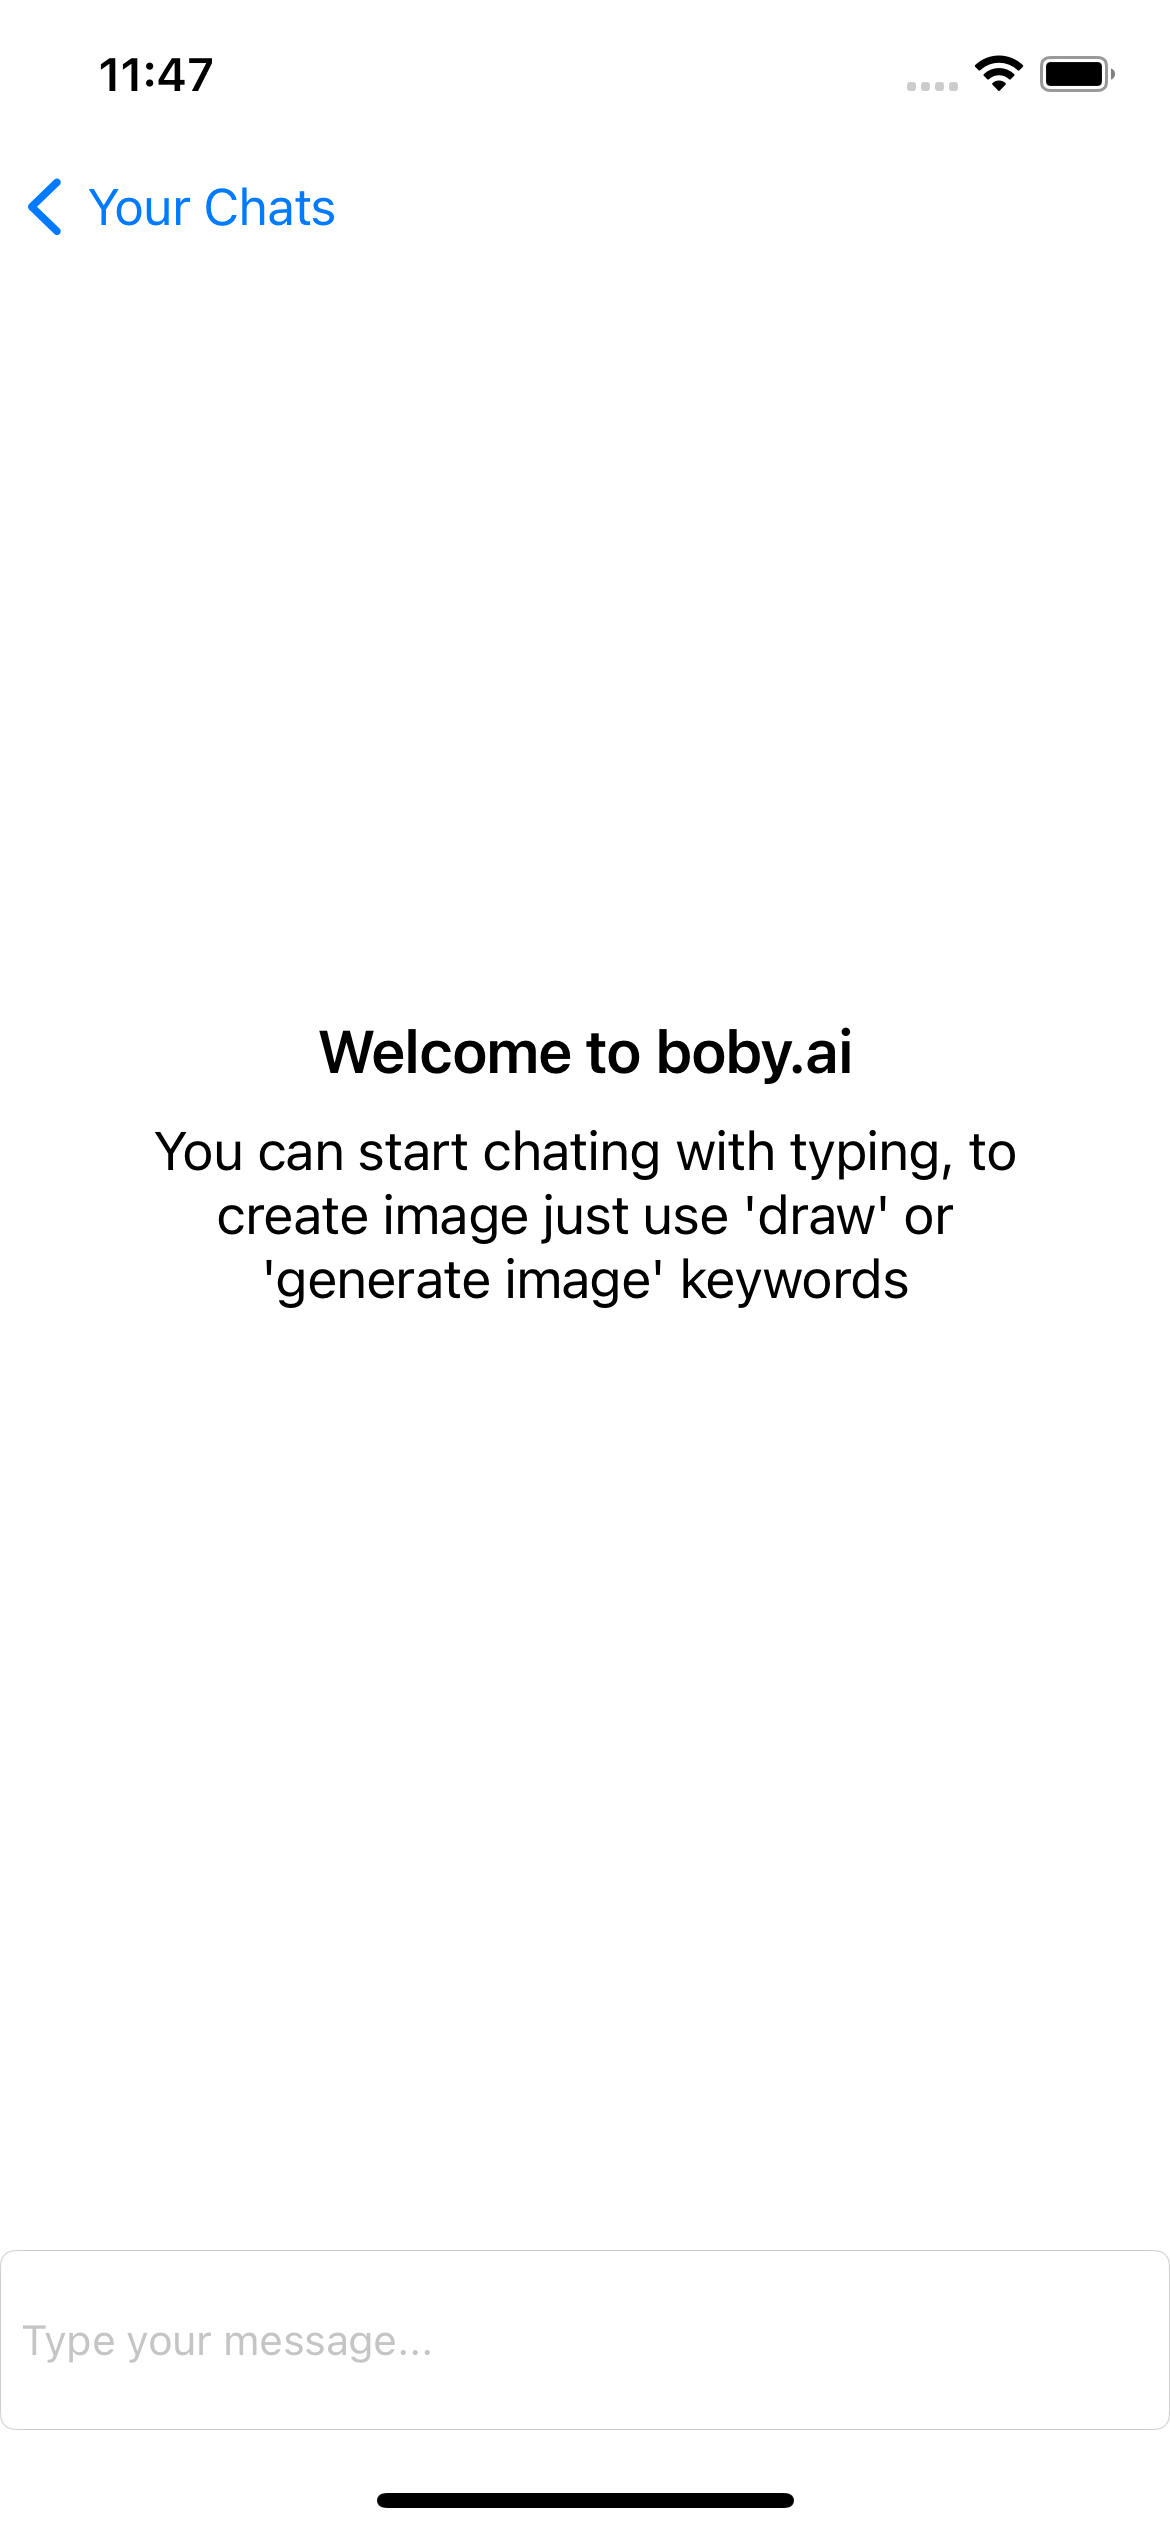 11:47
Your Chats
Welcome to boby.ai
You can start chating with typing, to
create image just use 'draw' or
'generate image' keywords
Type your message...